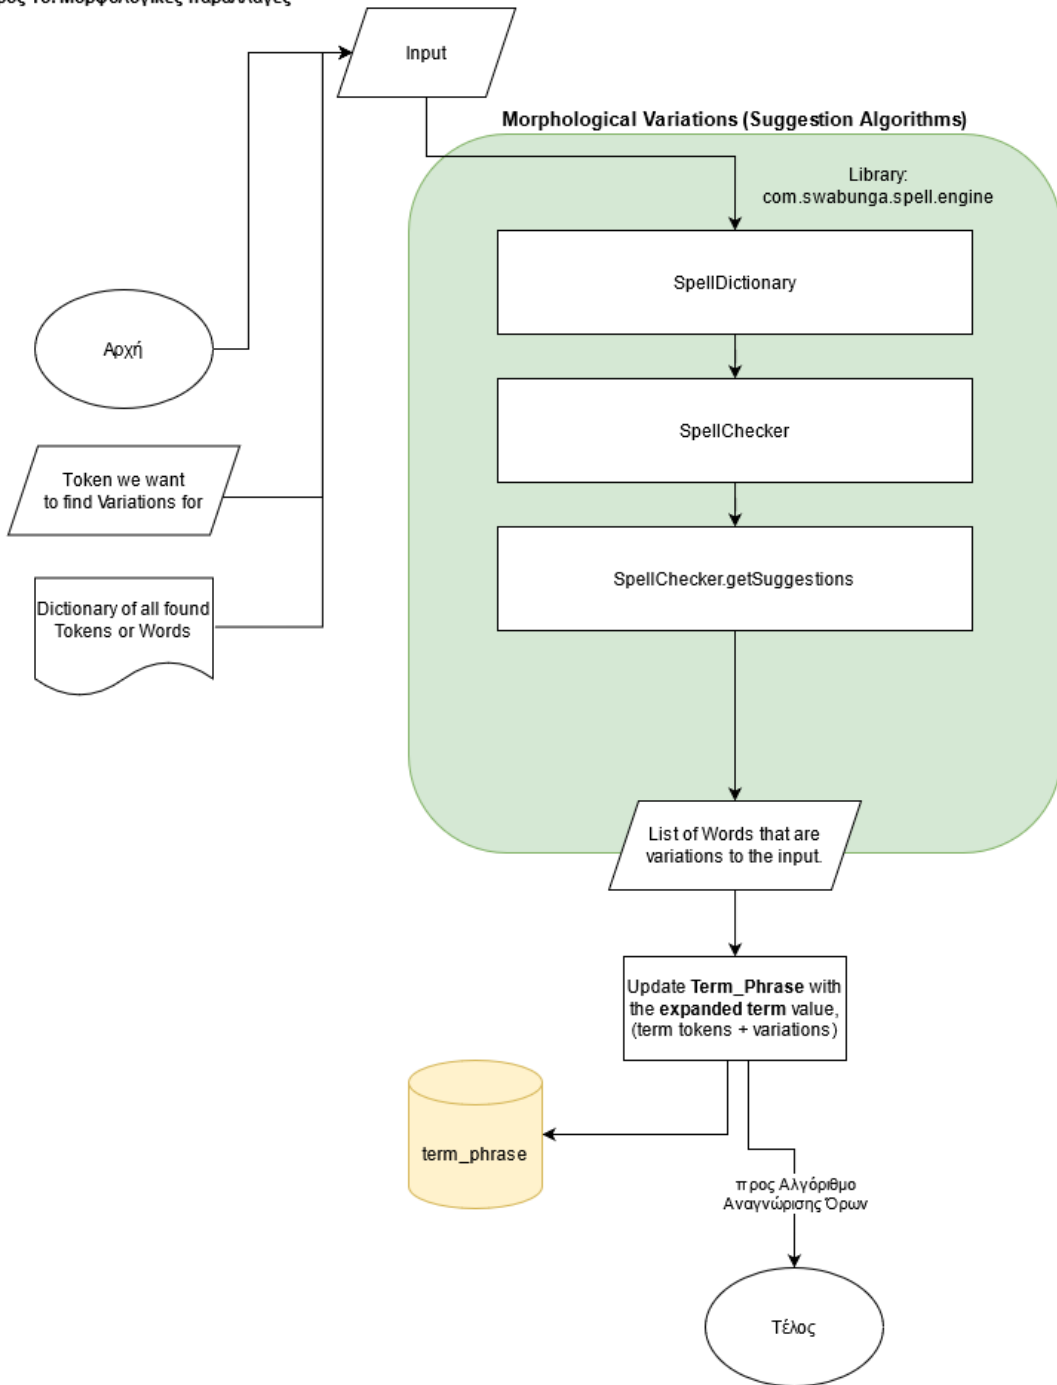 Μορφολογικές παραλλαγές
Input
Morphological Variations (Suggestion Algorithms)
Library:
com.swabunga.spell.engine
SpellDictionary
Αρχή
SpellChecker
Token we want
to find Variations for
SpellChecker.getSuggestions
Dictionary of all found
Tokens or Words
List of Words that are
variations to the input.
Update Term_Phrase with
the expanded term value,
(term tokens + variations)
term_phrase
προς Αλγόριθμο
Αναγνώρισης Όρων
Τέλος